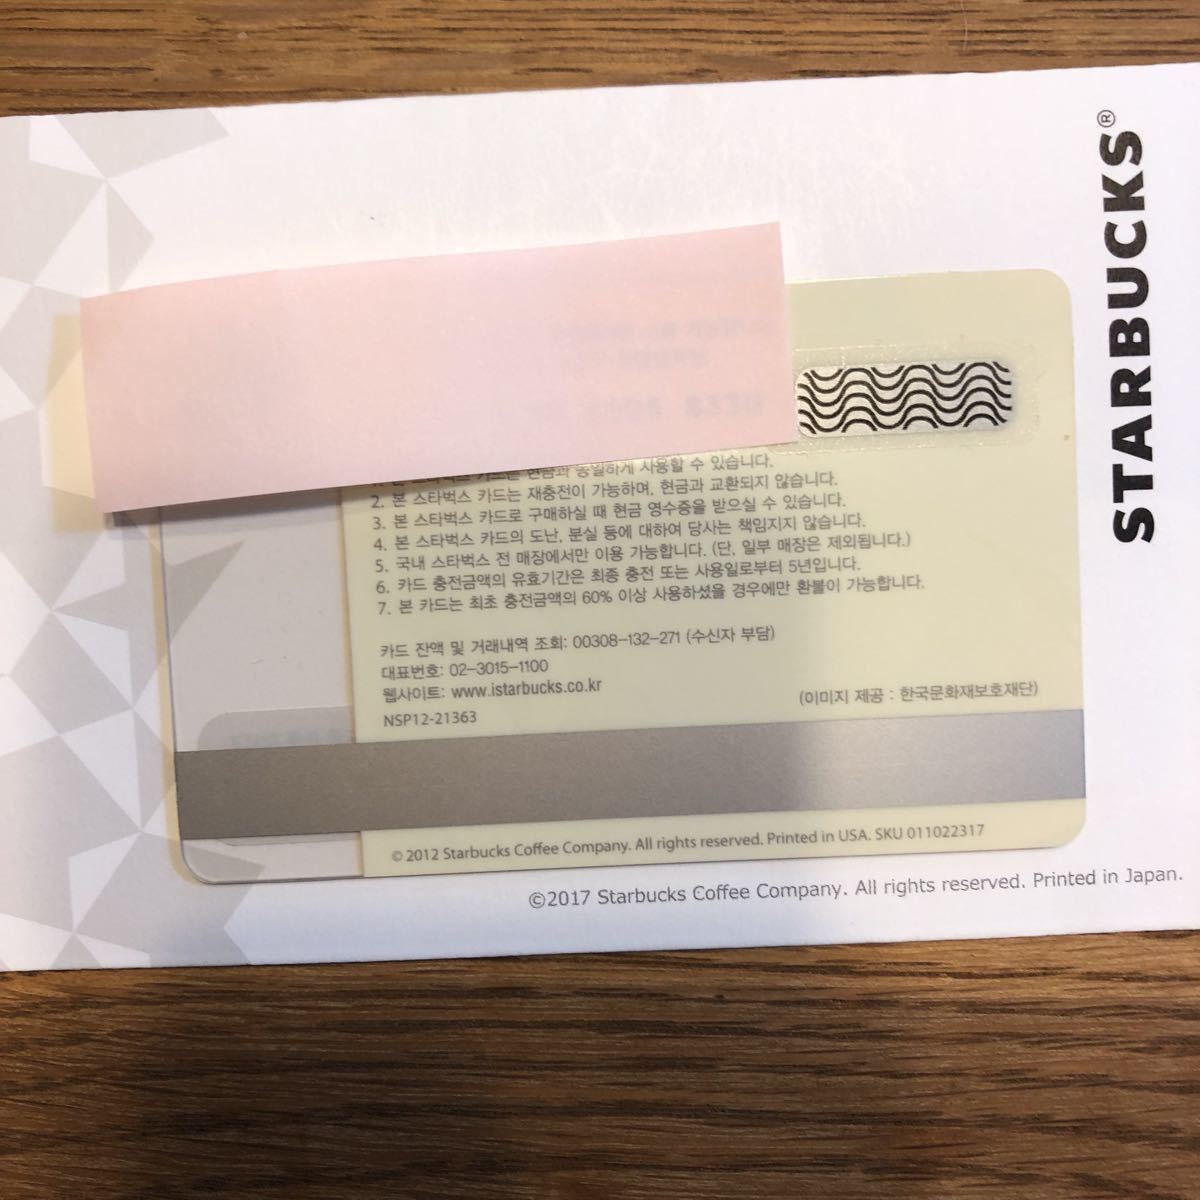 STARBUCKS®
1. 본 스타벅스 카드는 현금과 동일하게 사용할 수 있습니다.
2. 본 스타벅스 카드는 재충전이 가능하며, 현금과 교환되지 않습니다.
3. 본 스타벅스 카드로 구매하실 때 현금 영수증을 받으실 수 있습니다.
4. 본 스타벅스 카드의 도난, 분실 등에 대하여 당사는 책임지지 않습니다.
5. 국내 스타벅스 전 매장에서만 이용 가능합니다. (단, 일부 매장은 제외됩니다.)
6. 카드 충전금액의 유효기간은 최종 충전 또는 사용일로부터 5년입니다.
7. 본 카드는 최초 충전금액의 60% 이상 사용하셨을 경우에만 환불이 가능합니다.
카드 잔액 및 거래내역 조회: 00308-132-271 (수신자 부담)
대표번호: 02-3015-1100
웹사이트: www.istarbucks.co.kr
(이미지 제공 : 한국문화재보호재단)
NSP12-21363
© 2012 Starbucks Coffee Company. All rights reserved. Printed in USA. SKU 011022317
©2017 Starbucks Coffee Company. All rights reserved. Printed in Japan.